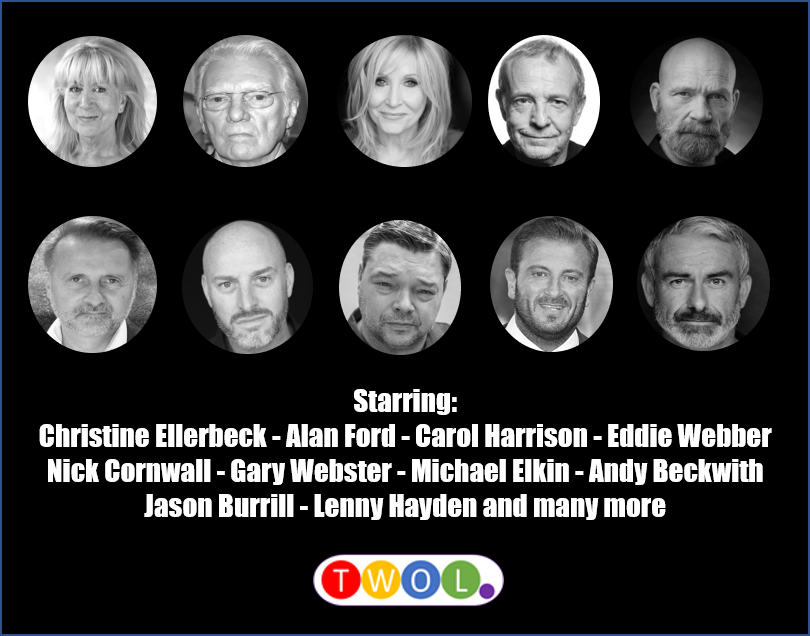 Starring:
Christine Ellerbeck - Alan Ford - Carol Harrison - Eddie Webber
Nick Cornwall - Gary Webster - Michael Elkin - Andy Beckwith
Jason Burrill - Lenny Hayden and many more
TWOL.